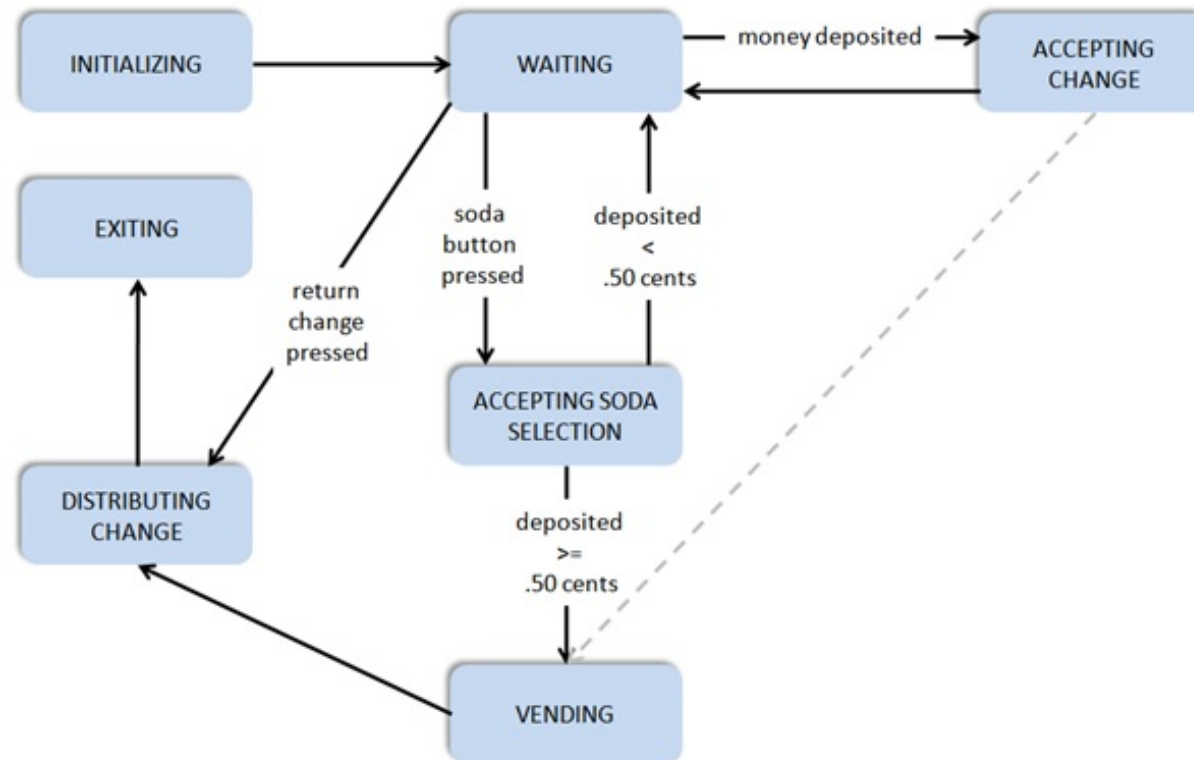 INITIALIZING
WAITING
money deposited
ACCEPTING
CHANGE
EXITING
soda
button
pressed
deposited
<
.50 cents
return
change
pressed
ACCEPTING SODA
SELECTION
DISTRIBUTING
CHANGE
deposited
>=
.50 cents
VENDING